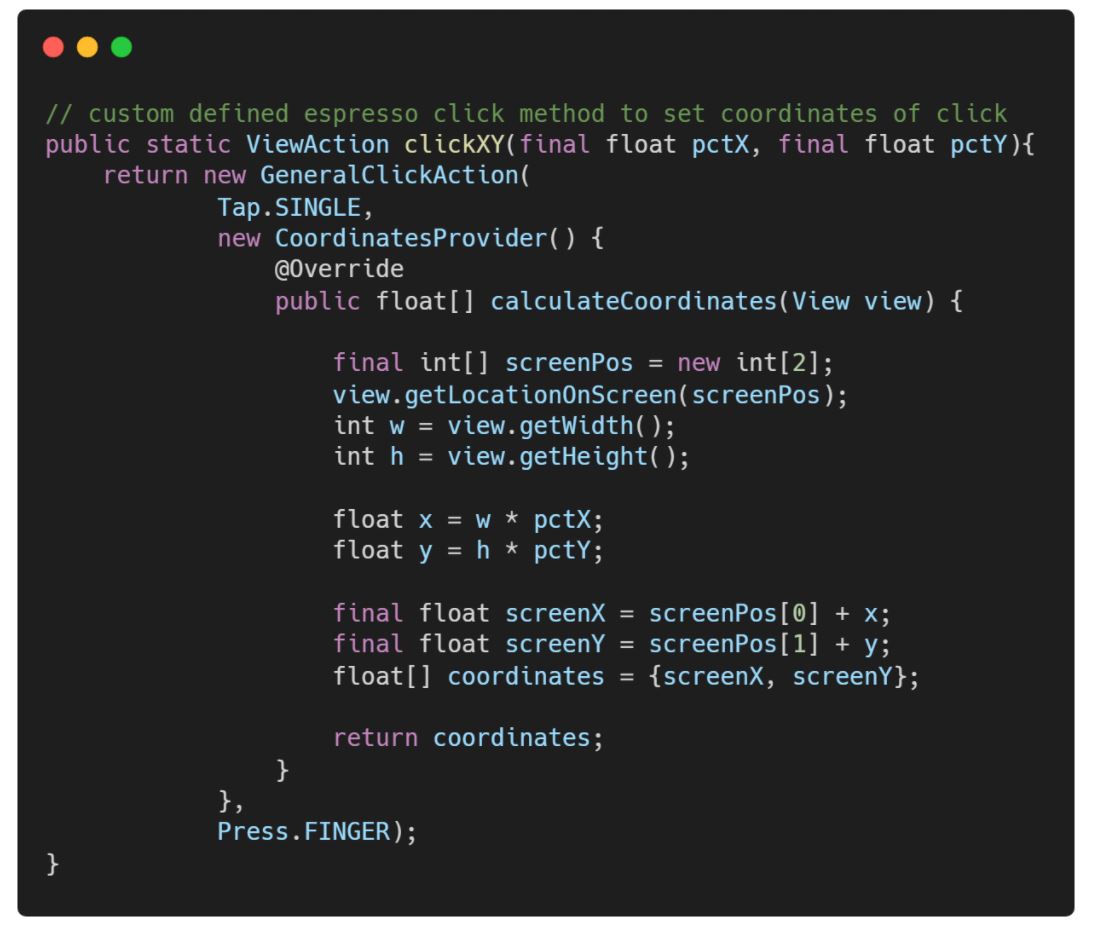 // custom defined espresso click method to set coordinates of click
public static ViewAction clickXY(final float pctX, final float pctY){
    return new GeneralClickAction(
            Tap.SINGLE,
            new CoordinatesProvider() {
                @Override
                public float[] calculateCoordinates(View view) {

                    final int[] screenPos = new int[2];
                    view.getLocationOnScreen(screenPos);
                    int w = view.getWidth();
                    int h = view.getHeight();

                    float x = w * pctX;
                    float y = h * pctY;

                    final float screenX = screenPos[0] + x;
                    final float screenY = screenPos[1] + y;
                    float[] coordinates = {screenX, screenY};

                    return coordinates;
                }
            },
            Press.FINGER);
}